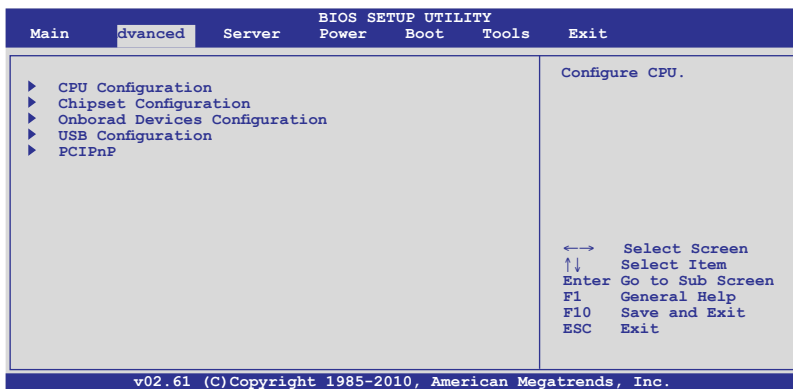 BIOS SETUP UTILITY
Main dvanced Server Power Boot Tools Exit
CPU Configuration
Chipset Configuration
Onborad Devices Configuration
USB Configuration
PCIPnP
Configure CPU.
←→ Select Screen
↑↓ Select Item
Enter Go to Sub Screen
F1 General Help
F10 Save and Exit
ESC Exit
v02.61 (C)Copyright 1985-2010, American Megatrends, Inc.